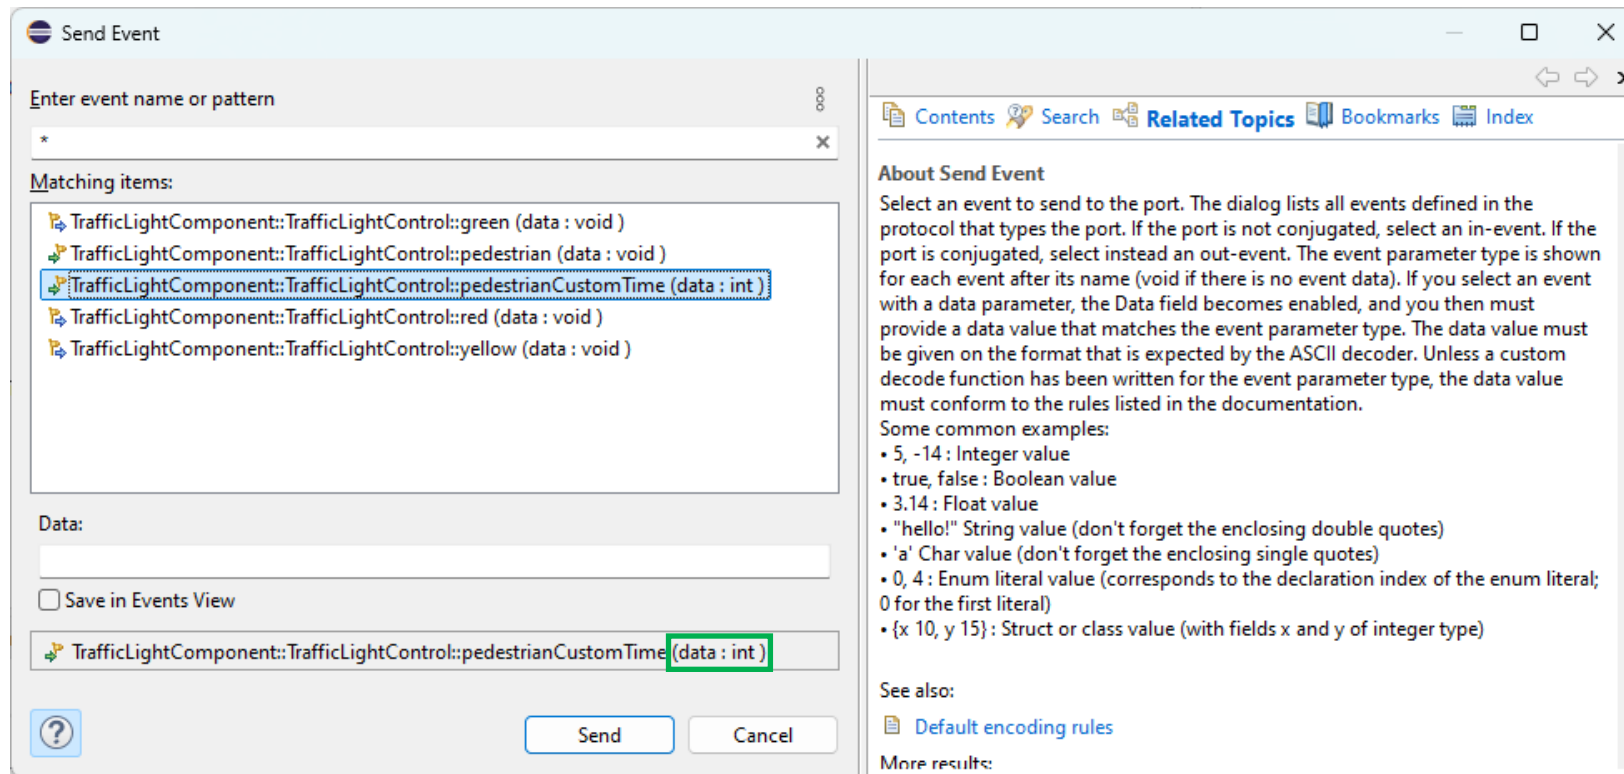 Send Event
Enter event name or pattern
*
Matching items:
TrafficLightComponent::TrafficLightControl::green (data : void )
TrafficLightComponent::TrafficLightControl::pedestrian (data : void )
TrafficLightComponent::TrafficLightControl::pedestrianCustomTime (data : int )
TrafficLightComponent::TrafficLightControl::red (data : void )
TrafficLightComponent::TrafficLightControl::yellow (data : void )
Data:
Save in Events View
TrafficLightComponent::TrafficLightControl::pedestrianCustomTime (data : int )
?
Send
Cancel
Contents Search Related Topics Bookmarks Index
About Send Event
Select an event to send to the port. The dialog lists all events defined in the
protocol that types the port. If the port is not conjugated, select an in-event. If the
port is conjugated, select instead an out-event. The event parameter type is shown
for each event after its name (void if there is no event data). If you select an event
with a data parameter, the Data field becomes enabled, and you then must
provide a data value that matches the event parameter type. The data value must
be given on the format that is expected by the ASCII decoder. Unless a custom
decode function has been written for the event parameter type, the data value
must conform to the rules listed in the documentation.
Some common examples:
• 5, -14 : Integer value
• true, false : Boolean value
• 3.14 : Float value
• "hello!" String value (don't forget the enclosing double quotes)
• 'a' Char value (don't forget the enclosing single quotes)
• 0, 4 : Enum literal value (corresponds to the declaration index of the enum literal;
0 for the first literal)
• {x 10, y 15} : Struct or class value (with fields x and y of integer type)
See also:
Default encoding rules
More results: